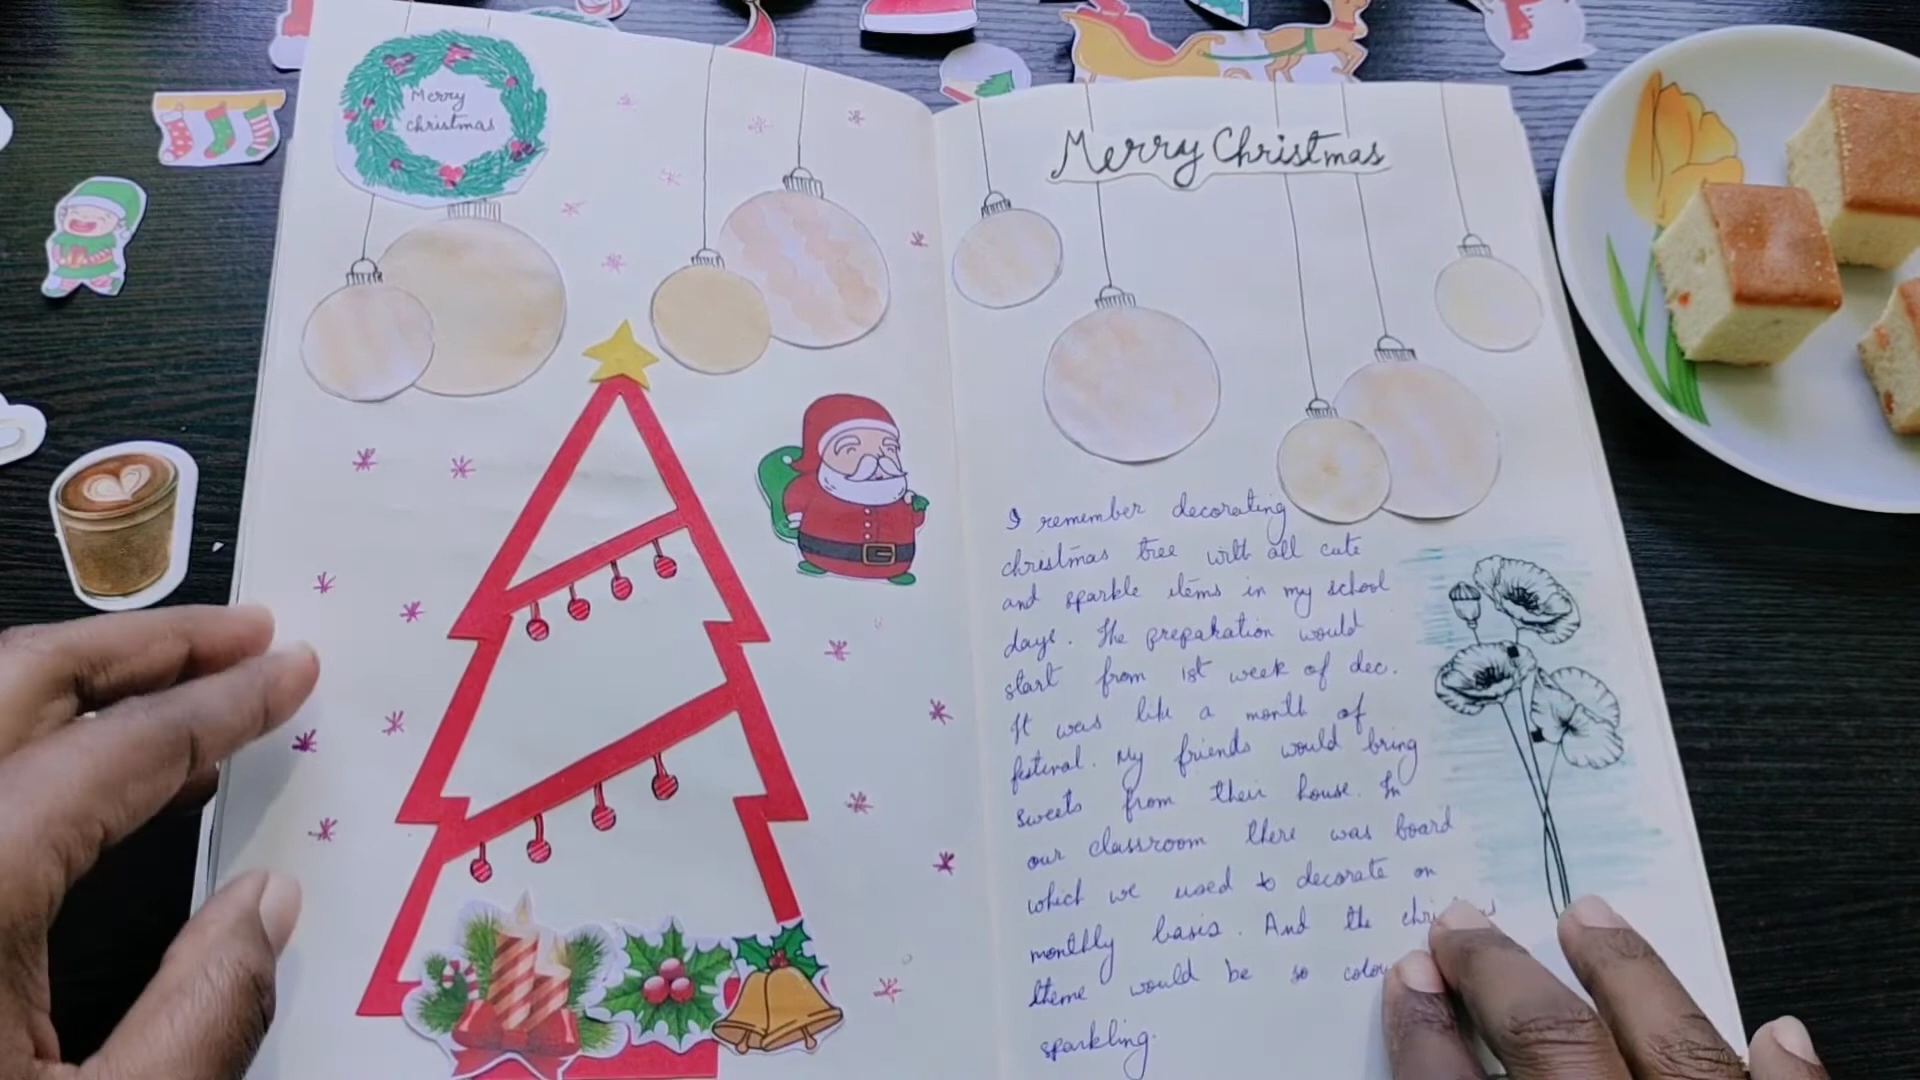 Merry
christmas
Merry Christmas
I remember decorating
christmas tree with all cute
and sparkle items in my school
days. The preparation would
start from 1st week of dec.
It was like a month of
festival. My friends would bring
sweets from their house. In
our classroom there was board
which we used to decorate on
monthly basis. And the
theme would be so
sparkling.